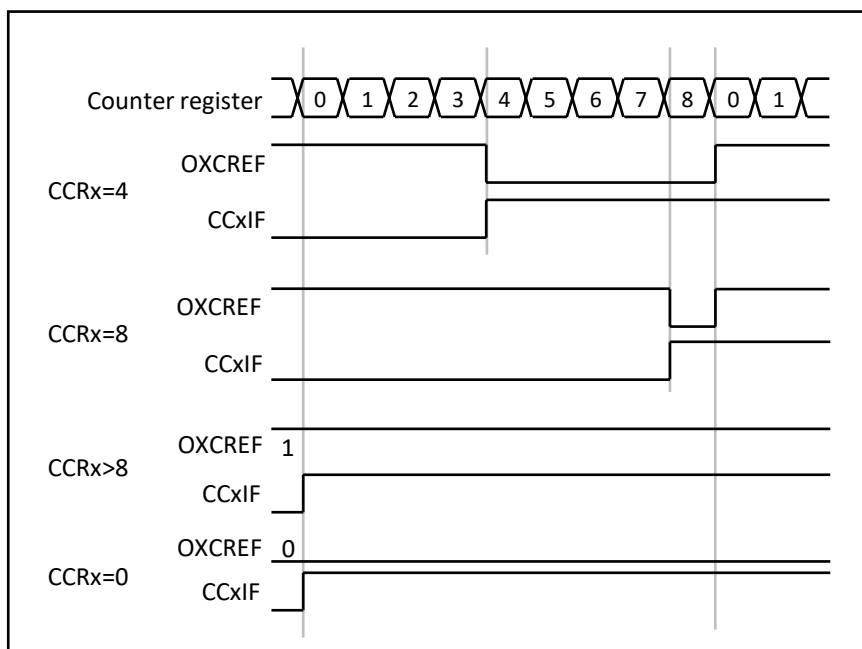 Counter register 0 1 2 3 4 5 6 7 8 0 1
OXCREF
CCRx=4
CCxIF
OXCREF
CCRx=8
CCxIF
OXCREF 1
CCRx>8
CCxIF
OXCREF 0
CCRx=0
CCxIF